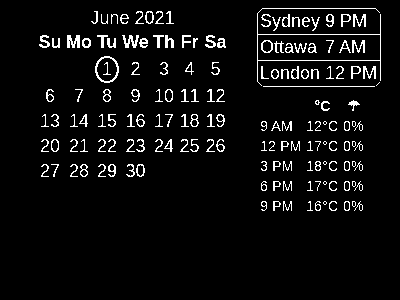 June 2021
Su Mo Tu We Th Fr Sa
1 2 3 4 5
6 7 8 9 10 11 12
13 14 15 16 17 18 19
20 21 22 23 24 25 26
27 28 29 30
Sydney 9 PM
Ottawa 7 AM
London 12 PM
°C ☂
9 AM 12°C 0%
12 PM 17°C 0%
3 PM 18°C 0%
6 PM 17°C 0%
9 PM 16°C 0%